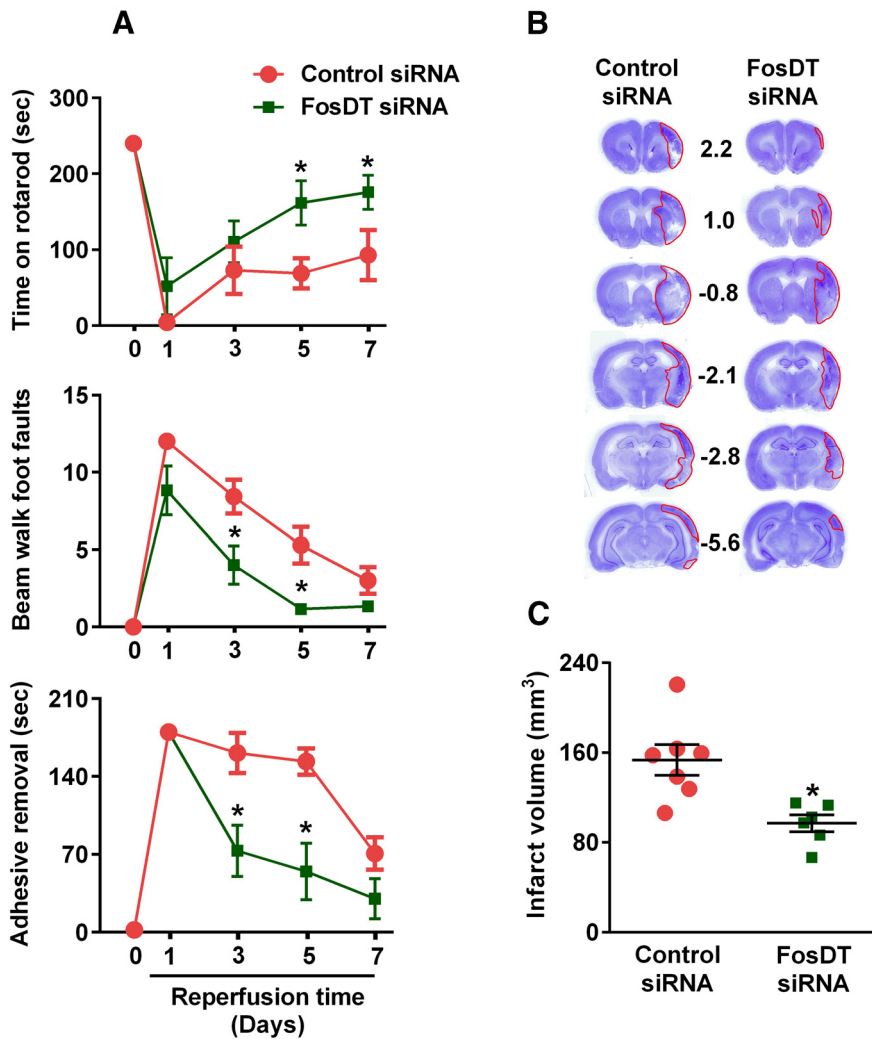 A
Control siRNA
FosDT siRNA
Time on rotarod (sec)
300
200
100
0
* *
0 1 3 5 7
Beam walk foot faults
15
10
5
0
* *
0 1 3 5 7
Adhesive removal (sec)
210
140
70
0
* *
0 1 3 5 7
Reperfusion time
(Days)
B
Control
siRNA
FosDT
siRNA
2.2
1.0
-0.8
-2.1
-2.8
-5.6
C
Infarct volume (mm³)
240
160
80
0
*
Control
siRNA
FosDT
siRNA